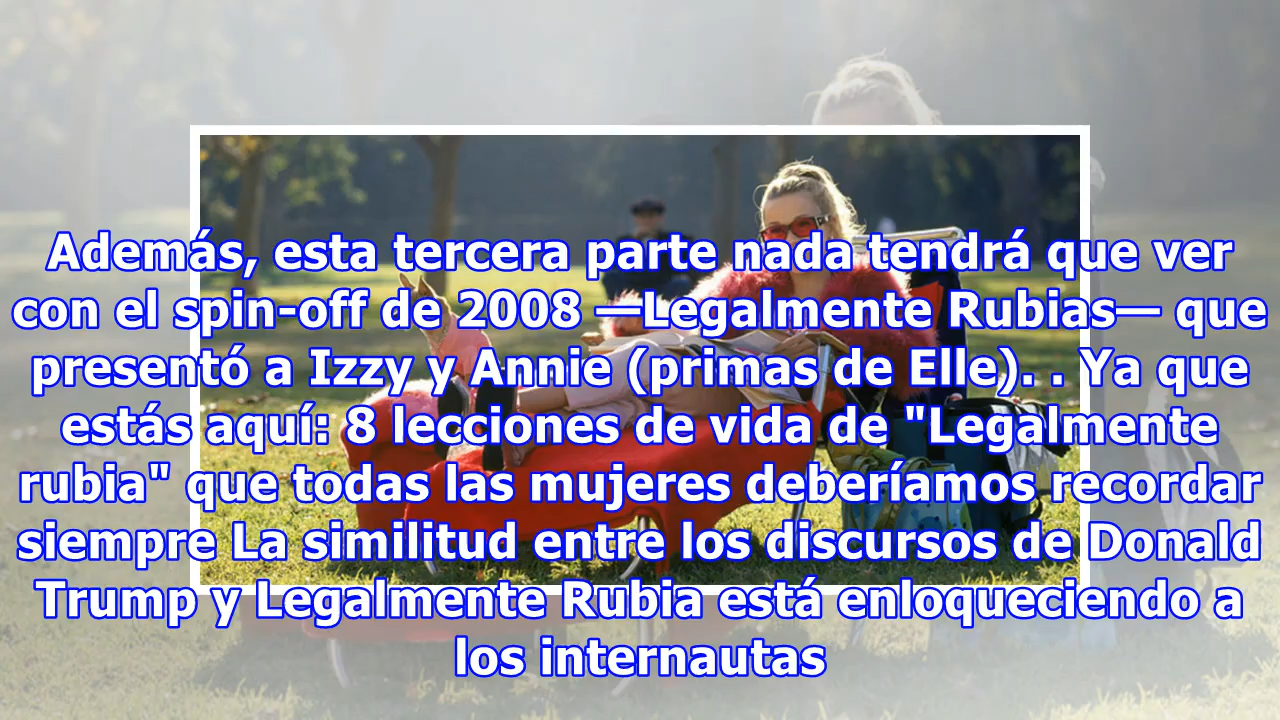 Además, esta tercera parte nada tendrá que ver
con el spin-off de 2008 —Legalmente Rubias— que
presentó a Izzy y Annie (primas de Elle). . Ya que
estás aquí: 8 lecciones de vida de "Legalmente
rubia" que todas las mujeres deberíamos recordar
siempre La similitud entre los discursos de Donald
Trump y Legalmente Rubia está enloqueciendo a
los internautas